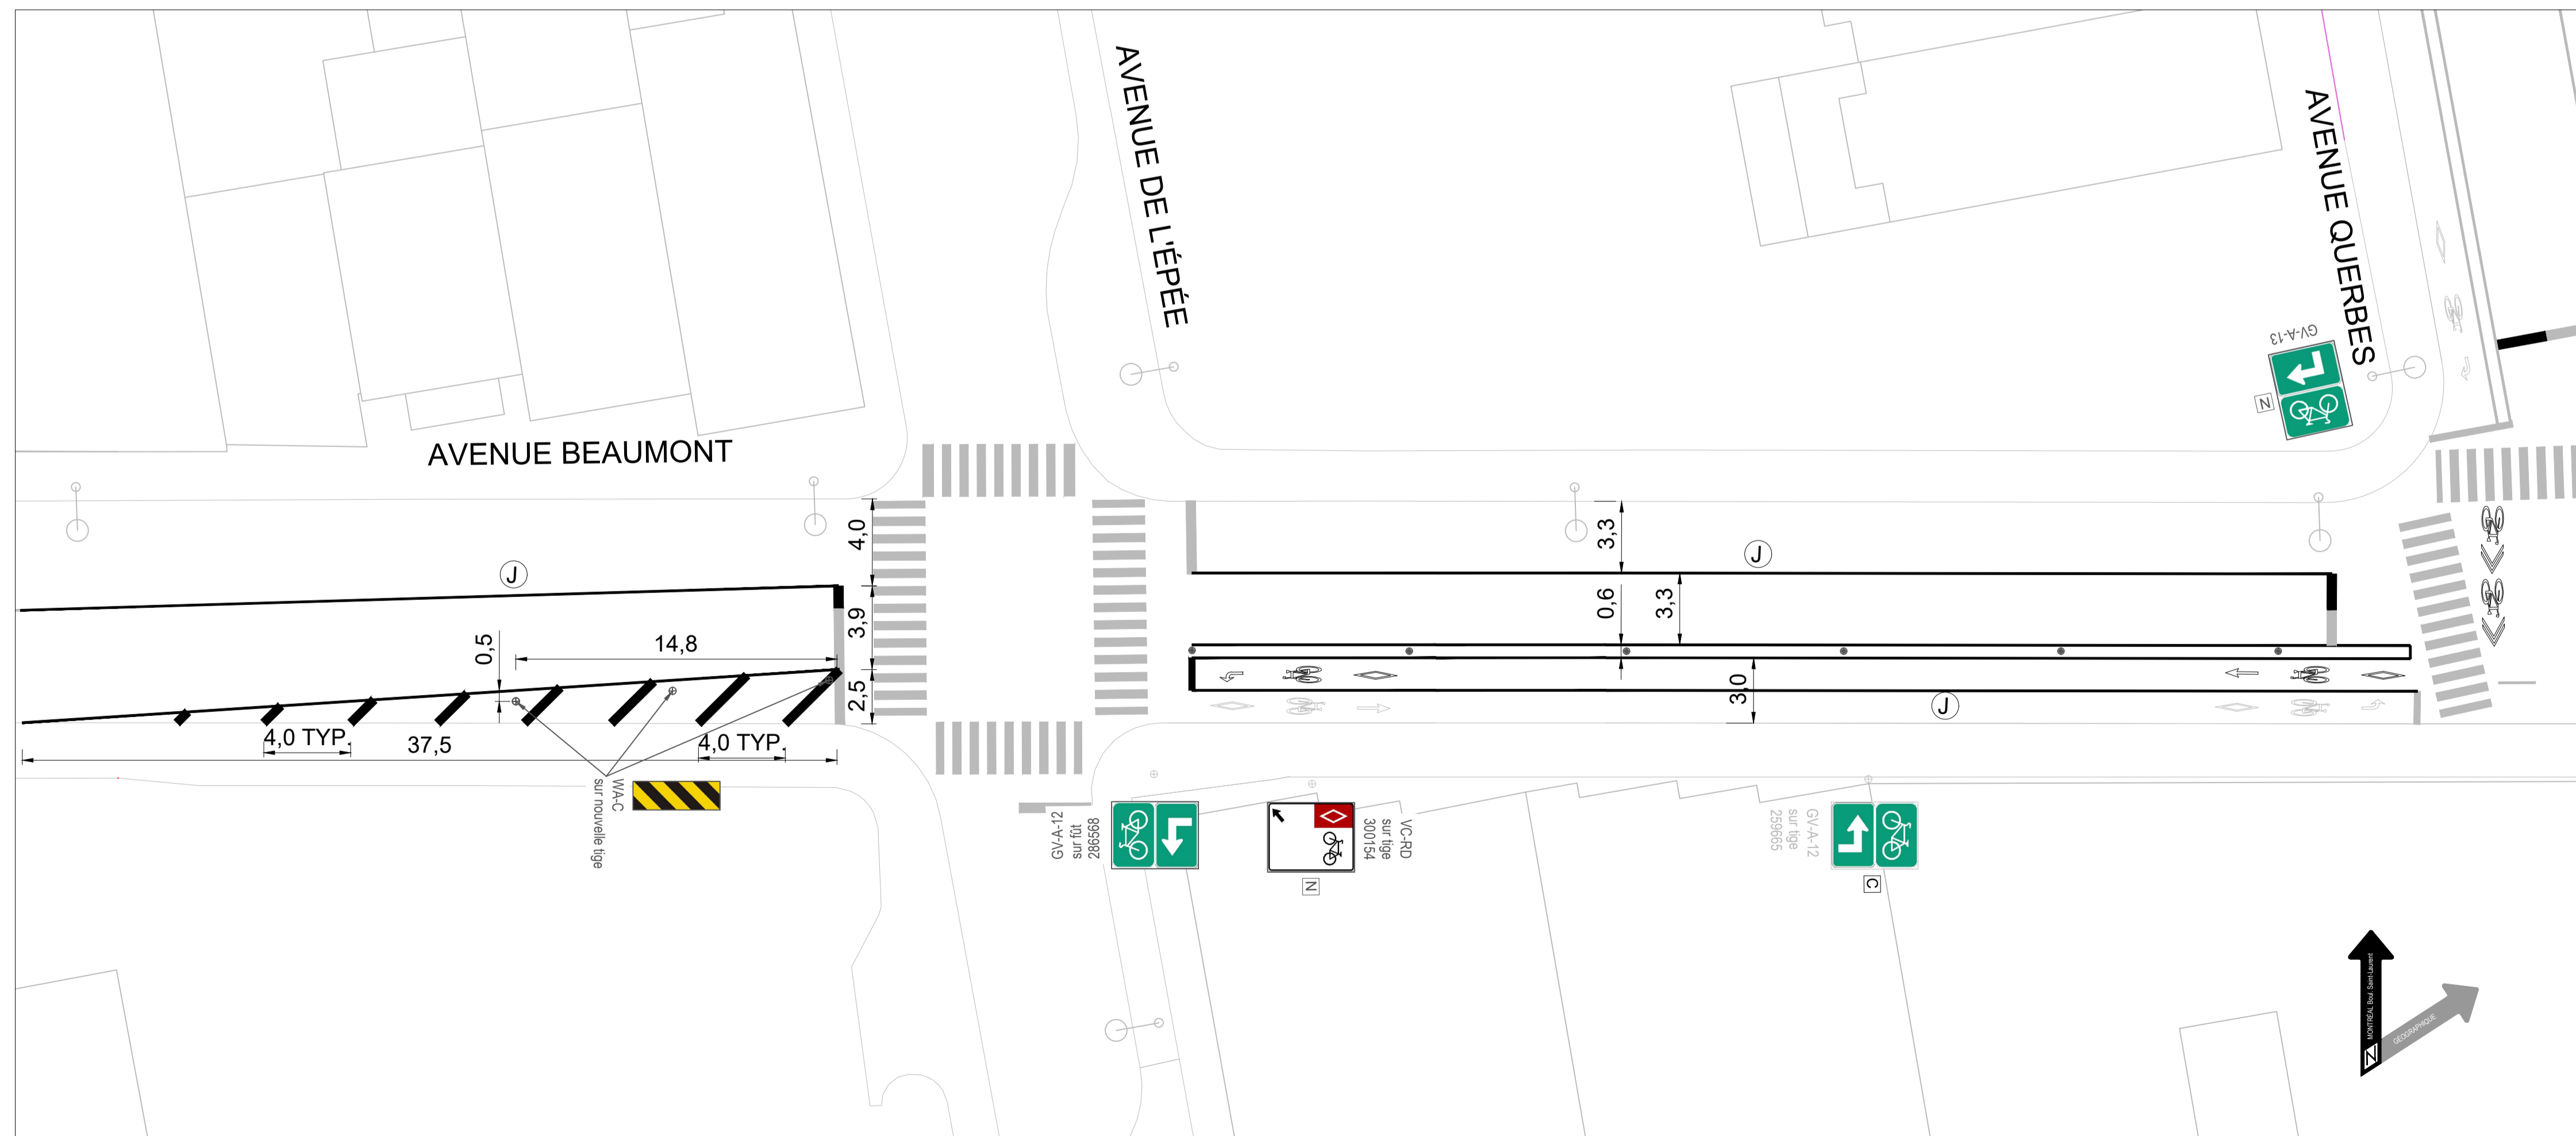 AVENUE DE L'ÉPÉE
AVENUE QUERBES
GV-A-13
N
AVENUE BEAUMONT
4,0
3,9
2,5
J
0,5
14,8
4,0 TYP.
37,5
4,0 TYP.
WA-C
sur nouvelle tige
3,3
J
0,6
3,3
3,0
J
GV-A-12
sur fût
286568
VC-RD
sur tige
300154
N
GV-A-12
sur tige
259665
C
MONTRÉAL Boul. Saint-Laurent
N
GÉOGRAPHIQUE